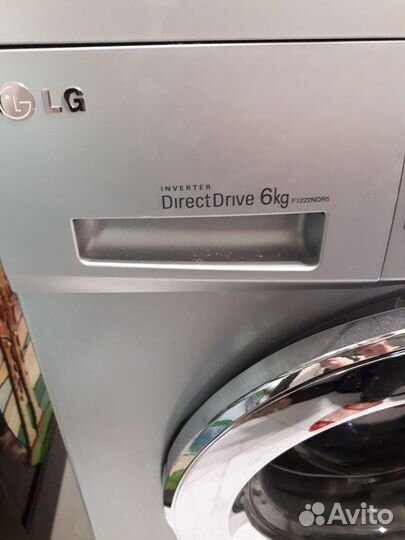 LG
INVERTER
DirectDrive 6kg F1222NDR5
Avito